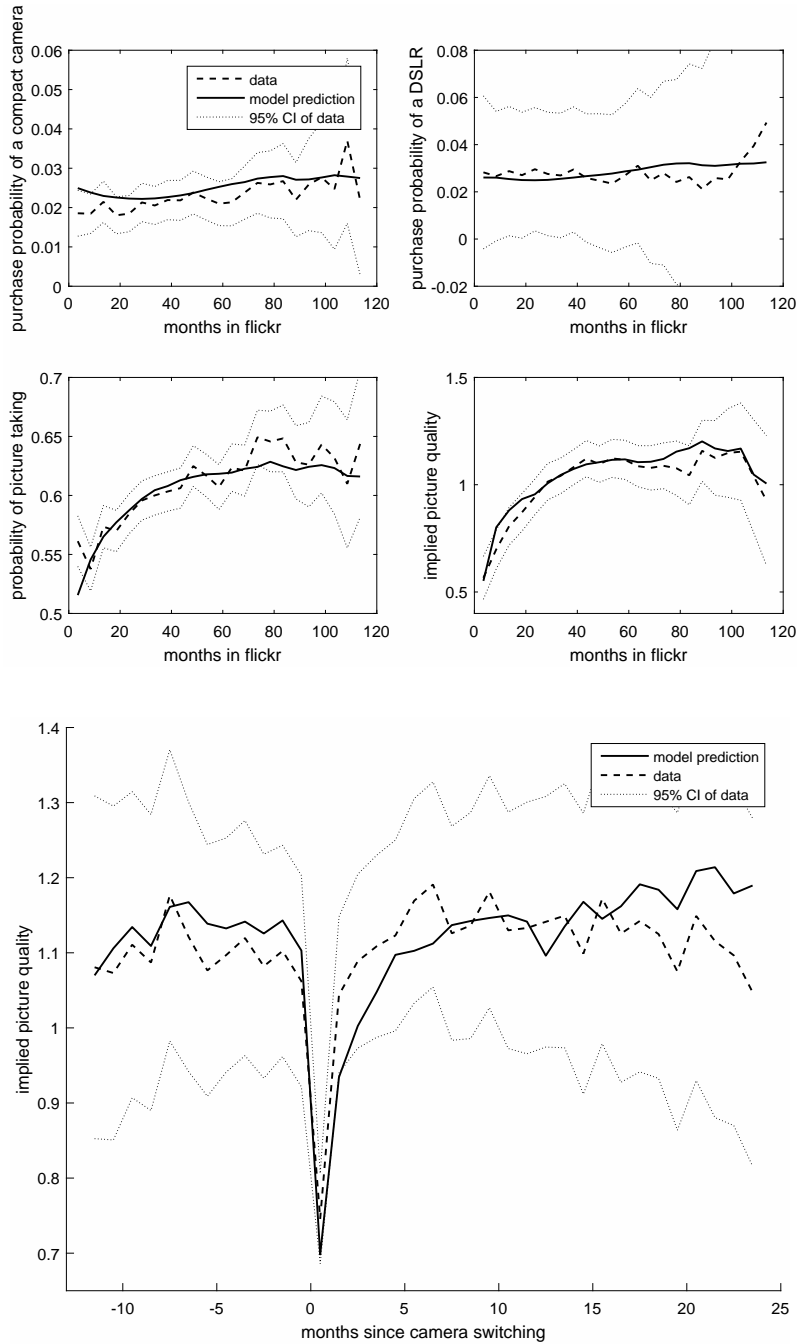 purchase probability of a compact camera
0.06
0.05
0.04
0.03
0.02
0.01
0
data
model prediction
95% CI of data
0 20 40 60 80 100 120
months in flickr
purchase probability of a DSLR
0.08
0.06
0.04
0.02
0
-0.02
0 20 40 60 80 100 120
months in flickr
probability of picture taking
0.7
0.65
0.6
0.55
0.5
0 20 40 60 80 100 120
months in flickr
implied picture quality
1.5
1
0.5
0 20 40 60 80 100 120
months in flickr
implied picture quality
1.4
1.3
1.2
1.1
1
0.9
0.8
0.7
model prediction
data
95% CI of data
-10 -5 0 5 10 15 20 25
months since camera switching